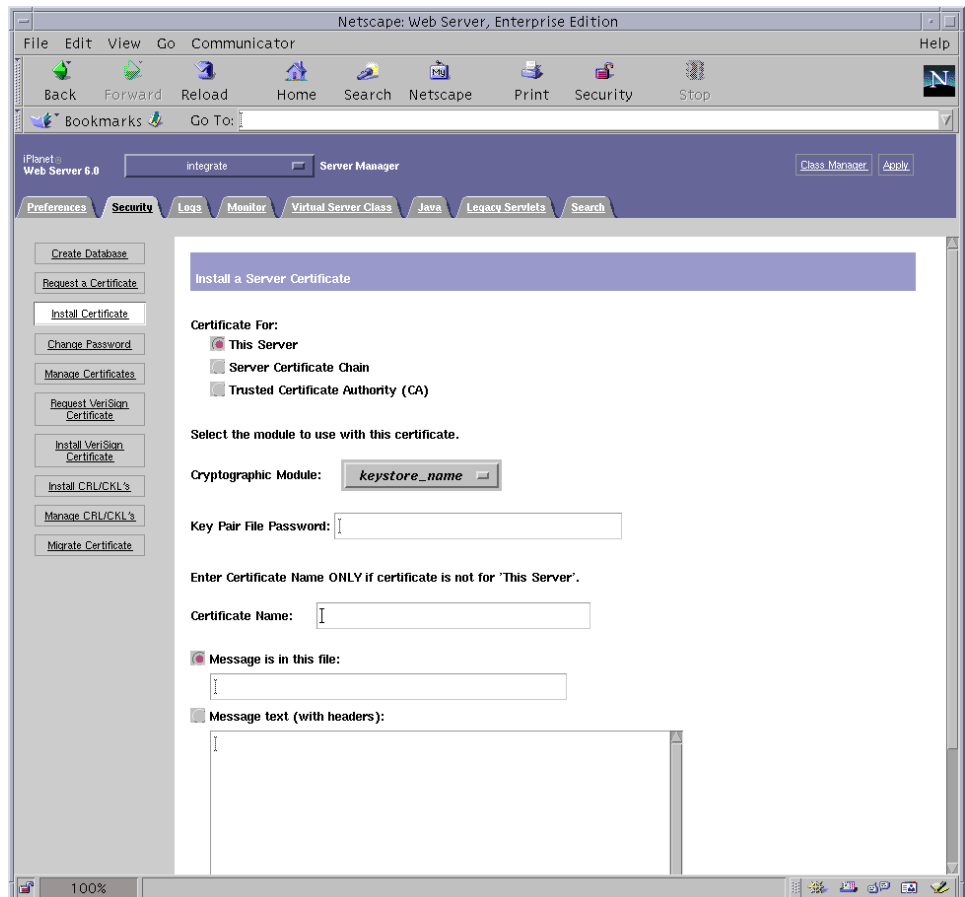 Netscape: Web Server, Enterprise Edition
File Edit View Go Communicator Help
Back Forward Reload Home Search Netscape Print Security Stop
My
N
Bookmarks Go To:
iPlanet
Web Server 6.0
integrate
Server Manager
Class Manager
Apply
Preferences Security Logs Monitor Virtual Server Class Java Legacy Servlets Search
Create Database
Request a Certificate
Install Certificate
Change Password
Manage Certificates
Request VeriSign
Certificate
Install VeriSign
Certificate
Install CRL/CKL's
Manage CRL/CKL's
Migrate Certificate
Install a Server Certificate
Certificate For:
This Server
Server Certificate Chain
Trusted Certificate Authority (CA)
Select the module to use with this certificate.
Cryptographic Module: keystore_name
Key Pair File Password:
Enter Certificate Name ONLY if certificate is not for 'This Server'.
Certificate Name:
Message is in this file:
Message text (with headers):
100%